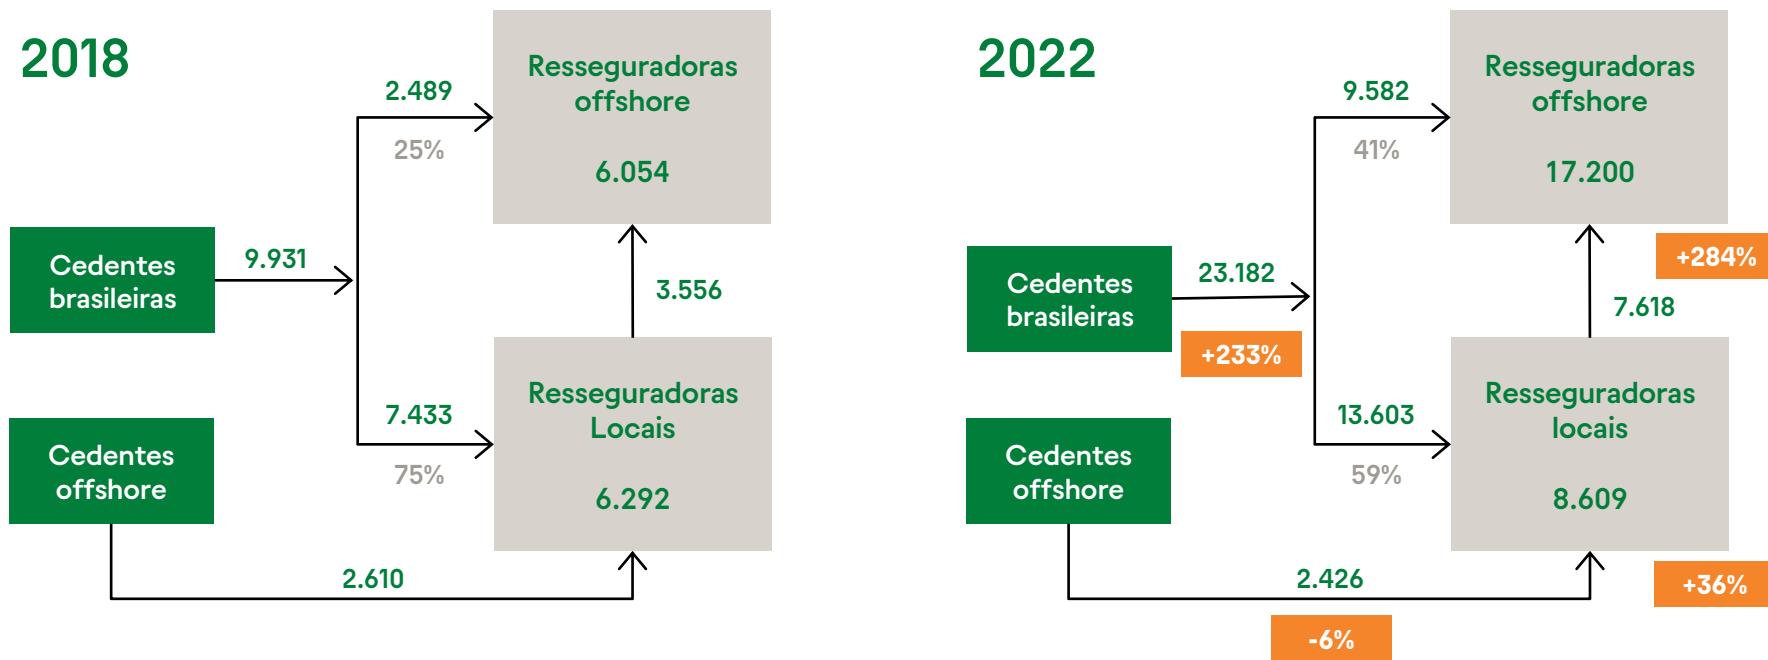 2018
Resseguradoras
offshore
6.054
2.489
25%
Cedentes
brasileiras
9.931
3.556
7.433
75%
Resseguradoras
Locais
6.292
Cedentes
offshore
2.610
2022
Resseguradoras
offshore
17.200
9.582
41%
+284%
Cedentes
brasileiras
23.182
+233%
7.618
13.603
59%
Resseguradoras
locais
8.609
Cedentes
offshore
2.426
-6%
+36%